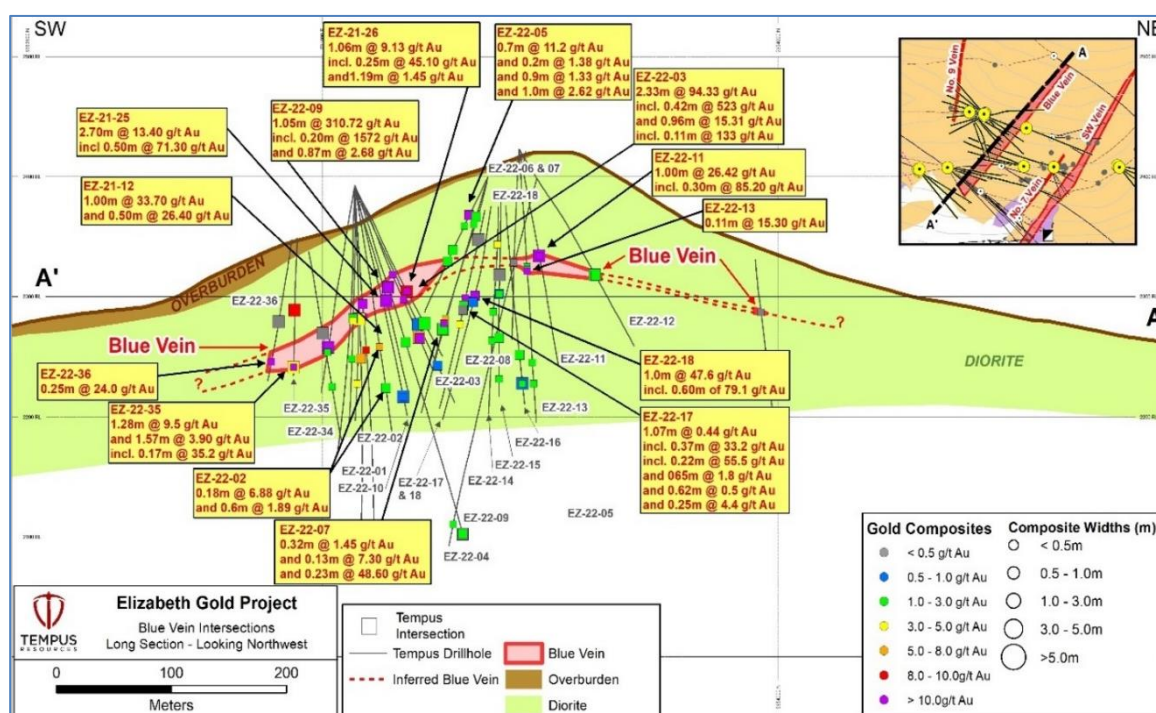 SW
NE
EZ-21-26
1.06m @ 9.13 g/t Au
incl. 0.25m @ 45.10 g/t Au
and1.19m @ 1.45 g/t Au
EZ-22-05
0.7m @ 11.2 g/t Au
and 0.2m @ 1.38 g/t Au
and 0.9m @ 1.33 g/t Au
and 1.0m @ 2.62 g/t Au
EZ-22-03
2.33m @ 94.33 g/t Au
incl. 0.42m @ 523 g/t Au
and 0.96m @ 15.31 g/t Au
incl. 0.11m @ 133 g/t Au
EZ-22-09
1.05m @ 310.72 g/t Au
incl. 0.20m @ 1572 g/t Au
and 0.87m @ 2.68 g/t Au
EZ-21-25
2.70m @ 13.40 g/t Au
incl 0.50m @ 71.30 g/t Au
EZ-21-12
1.00m @ 33.70 g/t Au
and 0.50m @ 26.40 g/t Au
EZ-22-11
1.00m @ 26.42 g/t Au
incl. 0.30m @ 85.20 g/t Au
EZ-22-13
0.11m @ 15.30 g/t Au
EZ-22-06 & 07
EZ-22-18
A
No. 9 Vein
Blue Vein
SW Vein
No. 7 Vein
A'
A'
OVERBURDEN
Blue Vein
A
EZ-22-36
EZ-22-12
?
Blue Vein
DIORITE
?
EZ-22-08
EZ-22-11
EZ-22-03
EZ-22-13
EZ-22-35
EZ-22-34
EZ-22-02
EZ-22-16
EZ-22-15
EZ-22-01
EZ-22-10
EZ-22-17
& 18
EZ-22-14
EZ-22-09
EZ-22-05
EZ-22-04
EZ-22-36
0.25m @ 24.0 g/t Au
EZ-22-35
1.28m @ 9.5 g/t Au
and 1.57m @ 3.90 g/t Au
incl. 0.17m @ 35.2 g/t Au
EZ-22-02
0.18m @ 6.88 g/t Au
and 0.6m @ 1.89 g/t Au
EZ-22-07
0.32m @ 1.45 g/t Au
and 0.13m @ 7.30 g/t Au
and 0.23m @ 48.60 g/t Au
EZ-22-18
1.0m @ 47.6 g/t Au
incl. 0.60m of 79.1 g/t Au
EZ-22-17
1.07m @ 0.44 g/t Au
incl. 0.37m @ 33.2 g/t Au
incl. 0.22m @ 55.5 g/t Au
and 065m @ 1.8 g/t Au
and 0.62m @ 0.5 g/t Au
and 0.25m @ 4.4 g/t Au
TEMPUS
RESOURCES
Elizabeth Gold Project
Blue Vein Intersections
Long Section - Looking Northwest
0 100 200
Meters
Tempus
Intersection
Tempus Drillhole
Inferred Blue Vein
Blue Vein
Overburden
Diorite
Gold Composites
< 0.5 g/t Au
0.5 - 1.0g/t Au
1.0 - 3.0g/t Au
3.0 - 5.0g/t Au
5.0 - 8.0g/t Au
8.0 - 10.0g/t Au
> 10.0g/t Au
Composite Widths (m)
< 0.5m
0.5 - 1.0m
1.0 - 3.0m
3.0 - 5.0m
>5.0m